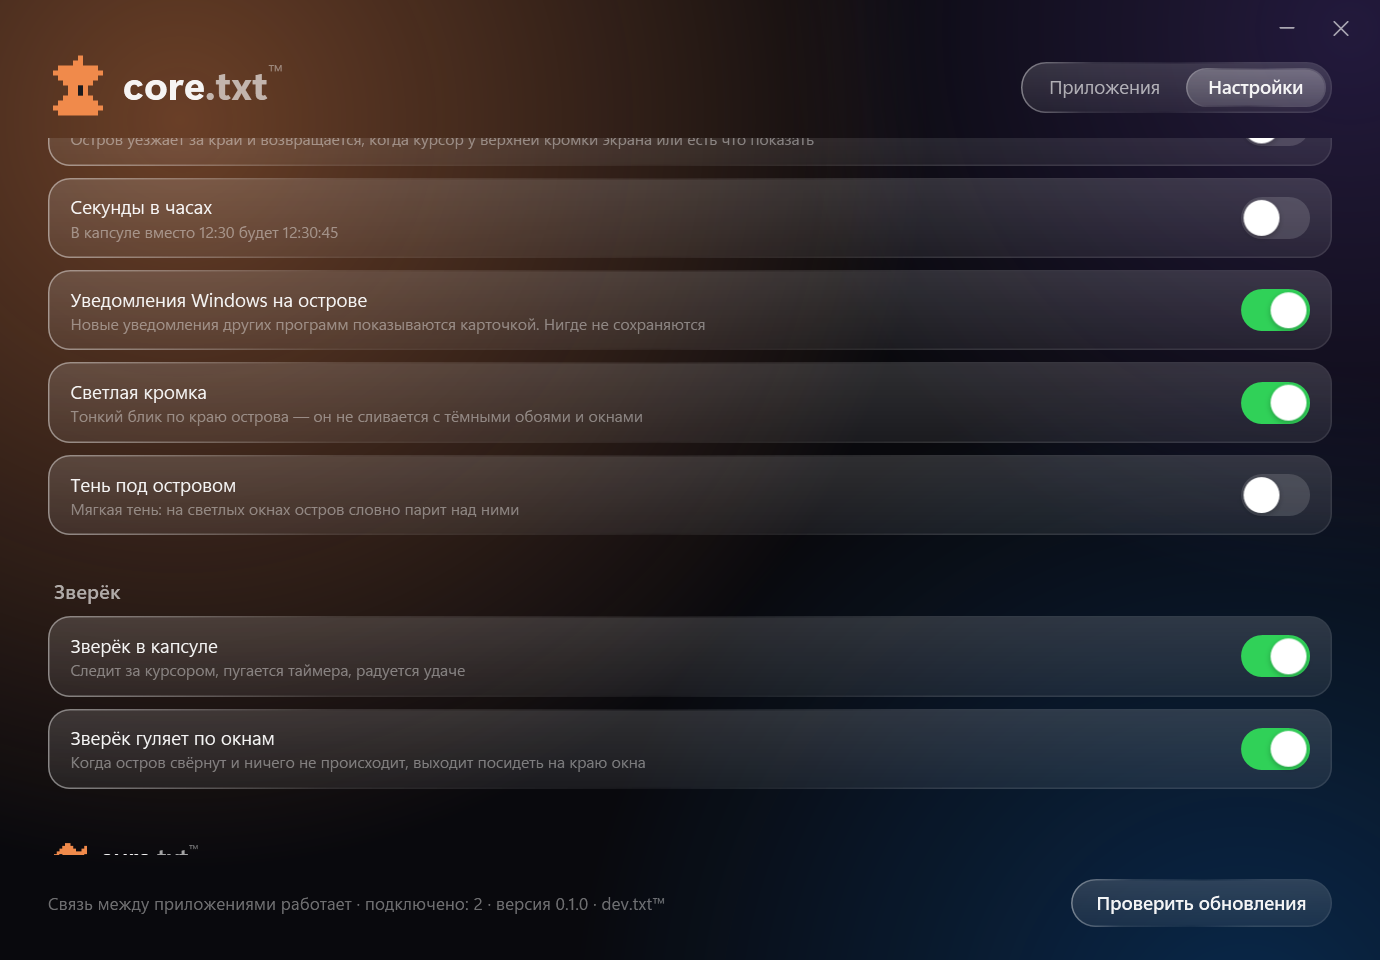 core.txt™
Приложения
Настройки
Остров уезжает за край и возвращается, когда курсор у верхней кромки экрана или есть что показать
Секунды в часах
В капсуле вместо 12:30 будет 12:30:45
Уведомления Windows на острове
Новые уведомления других программ показываются карточкой. Нигде не сохраняются
Светлая кромка
Тонкий блик по краю острова — он не сливается с тёмными обоями и окнами
Тень под островом
Мягкая тень: на светлых окнах остров словно парит над ними
Зверёк
Зверёк в капсуле
Следит за курсором, пугается таймера, радуется удаче
Зверёк гуляет по окнам
Когда остров свёрнут и ничего не происходит, выходит посидеть на краю окна
core.txt™
Связь между приложениями работает · подключено: 2 · версия 0.1.0 · dev.txt™
Проверить обновления